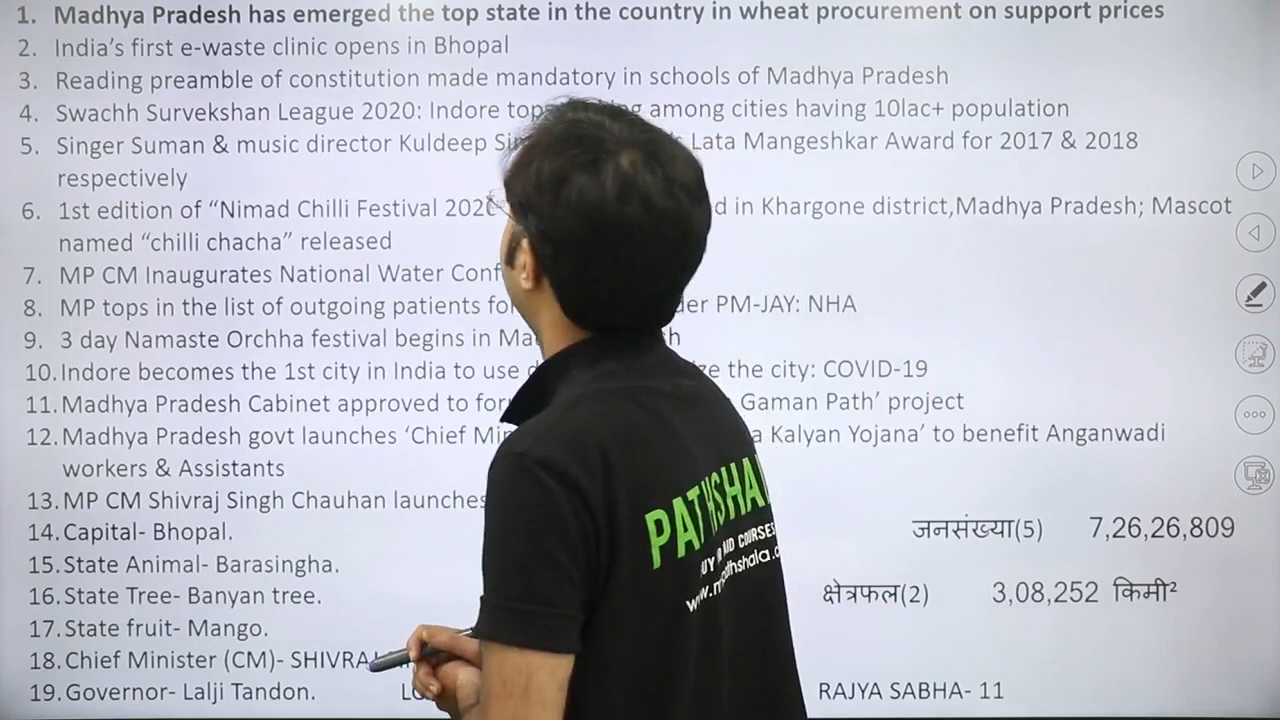 1. Madhya Pradesh has emerged the top state in the country in wheat procurement on support prices
2. India's first e-waste clinic opens in Bhopal
3. Reading preamble of constitution made mandatory in schools of Madhya Pradesh
4. Swachh Survekshan League 2020: Indore among cities having 10lac+ population
5. Singer Suman & music director Kuldeep Lata Mangeshkar Award for 2017 & 2018
respectively
6. 1st edition of “Nimad Chilli Festival in Khargone district,Madhya Pradesh; Mascot
named “chilli chacha” released
7. MP CM Inaugurates National Water
8. MP tops in the list of outgoing patients PM-JAY: NHA
9. 3 day Namaste Orchha festival begins in
10. Indore becomes the 1st city in India to use the city: COVID-19
11. Madhya Pradesh Cabinet approved to Gaman Path’ project
12. Madhya Pradesh govt launches ‘Chief Kalyan Yojana’ to benefit Anganwadi
workers & Assistants
13. MP CM Shivraj Singh Chauhan launches
14. Capital- Bhopal. जनसंख्या(5) 7,26,26,809
15. State Animal- Barasingha.
16. State Tree- Banyan tree. क्षेत्रफल(2) 3,08,252 किमी²
17. State fruit- Mango.
18. Chief Minister (CM)- SHIVRAJ
19. Governor- Lalji Tandon. RAJYA SABHA- 11
PATHSHALA
COURSES